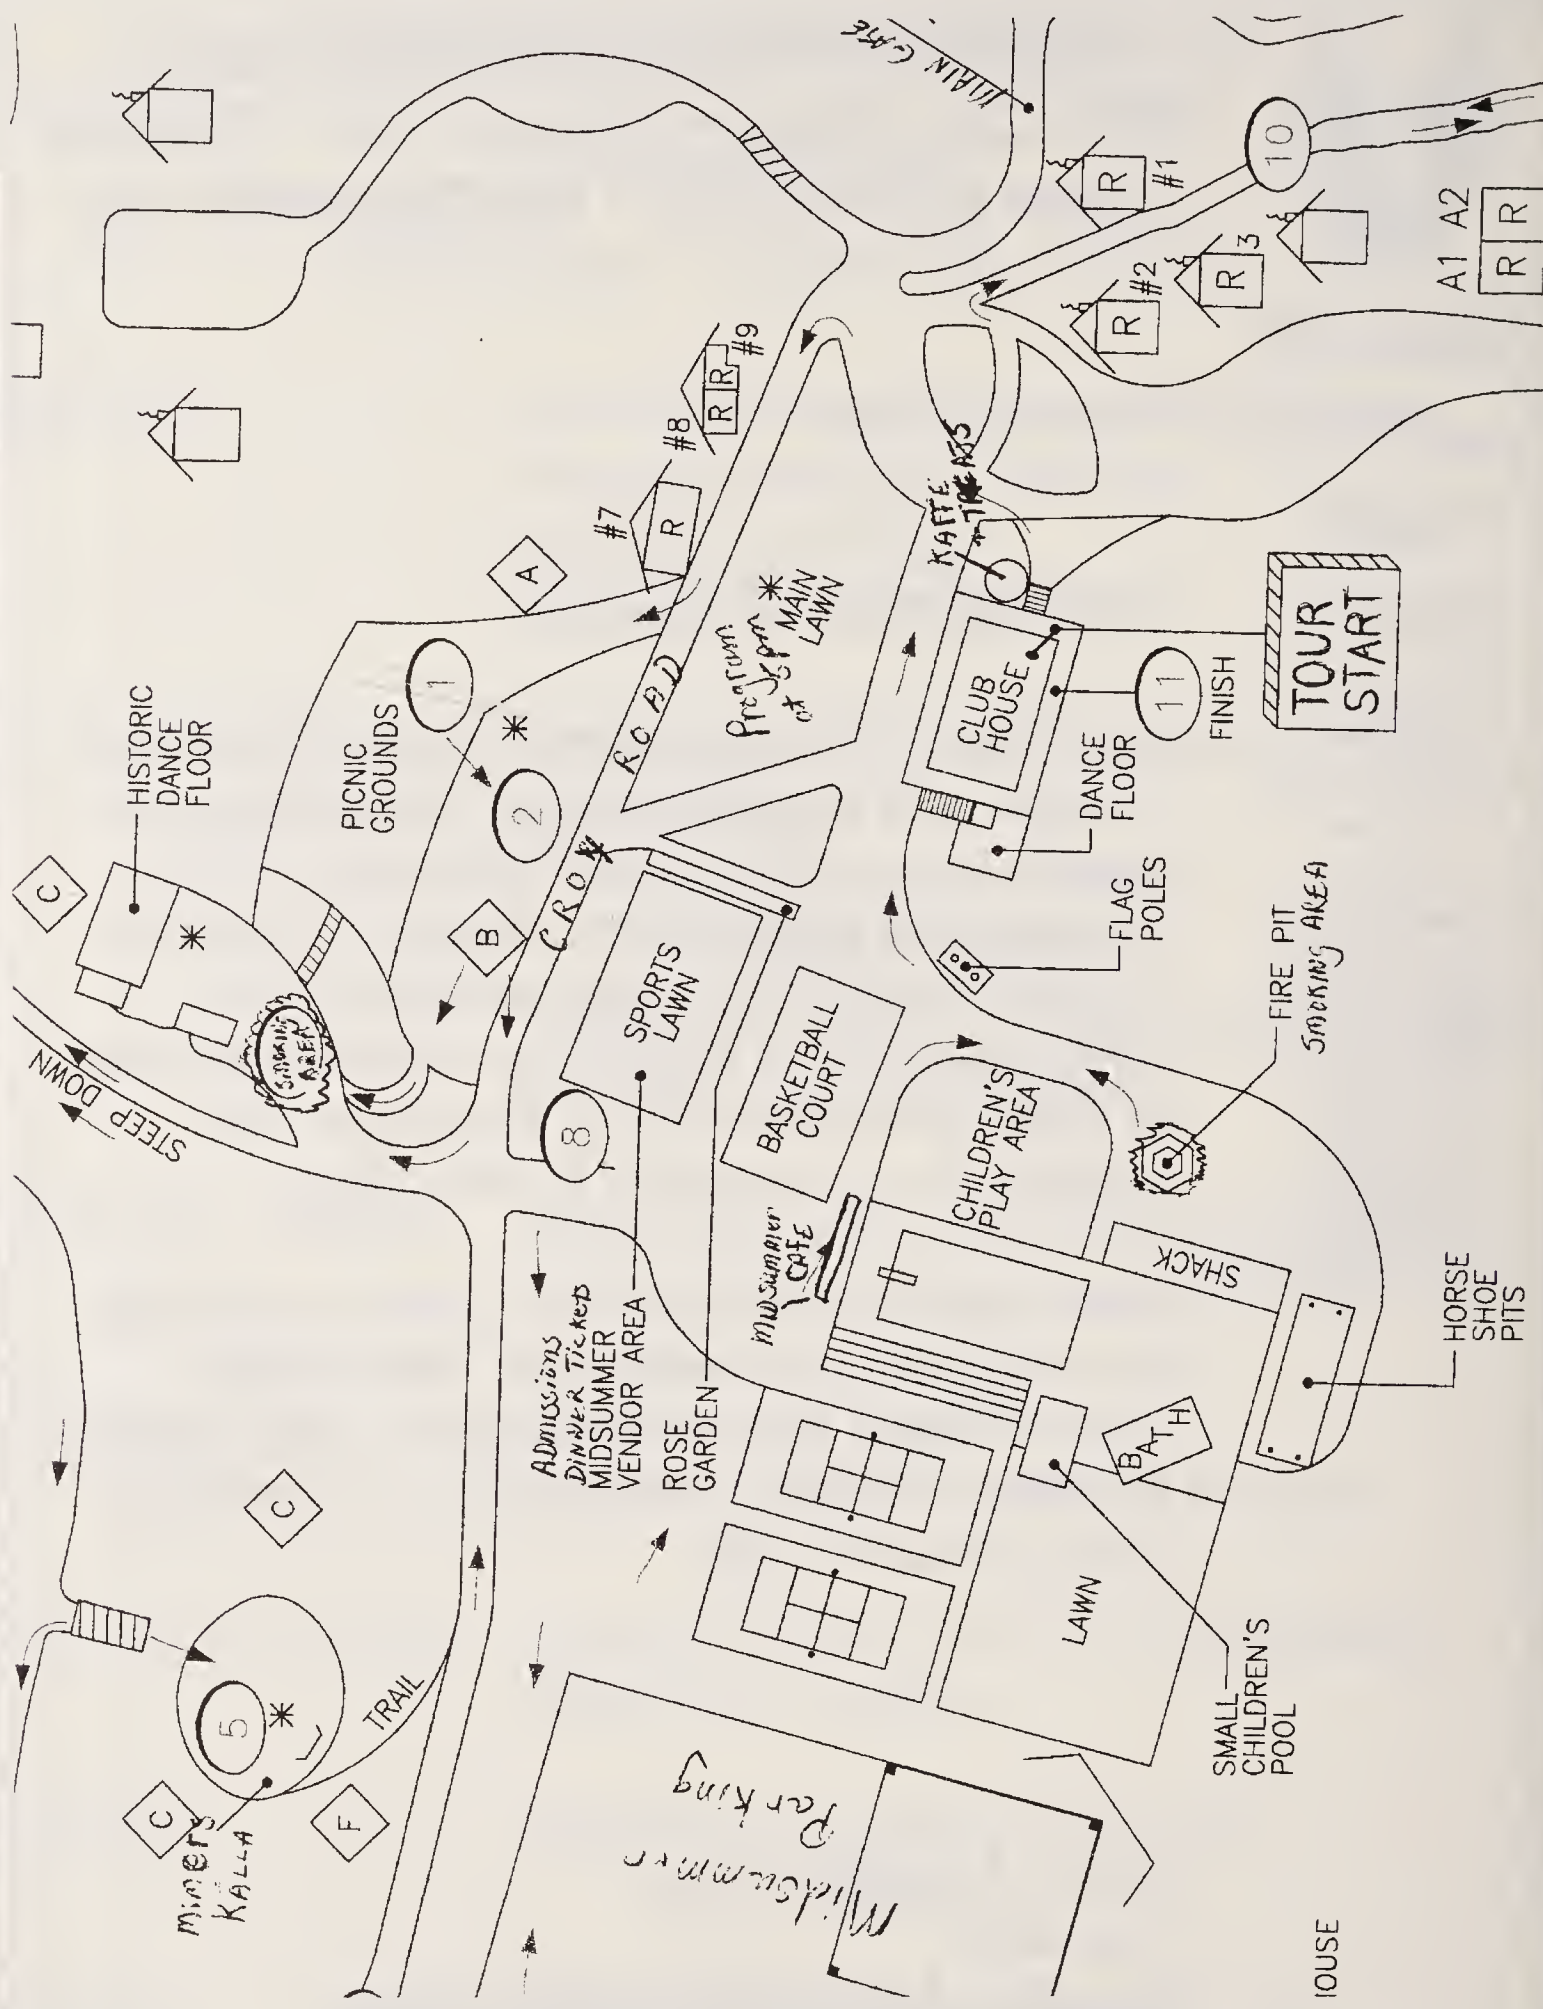 MAIN GATE
#1
R
10
A1 A2
R R
#2
R
3
R
#9
#8
R R
#7
R
A
KAFFE
+ TREATS
Program
at 3pm
MAIN
LAWN
CROW ROAD
HISTORIC
DANCE
FLOOR
PICNIC
GROUNDS
1
2
C
B
SMOKING
AREA
STEEP DOWN
SPORTS
LAWN
8
CLUB
HOUSE
11
FINISH
TOUR
START
DANCE
FLOOR
FLAG
POLES
FIRE PIT
SMOKING AREA
BASKETBALL
COURT
CHILDREN'S
PLAY AREA
MIDSUMMER
CAFE
SHACK
HORSE
SHOE
PITS
Admissions
DINNER Tickets
MIDSUMMER
VENDOR AREA
ROSE
GARDEN
BATH
LAWN
SMALL
CHILDREN'S
POOL
C
5
TRAIL
C
F
MIMERS
KALLA
Midsummer
Parking
HOUSE